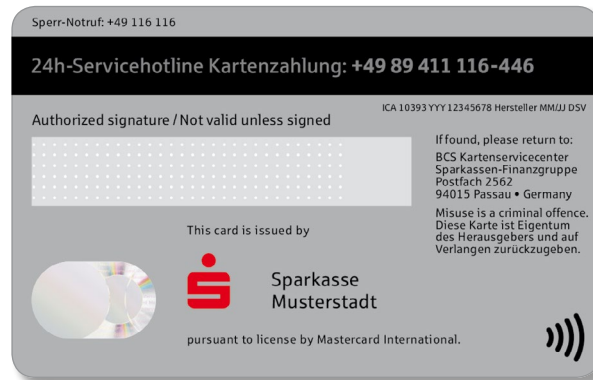 Sperr-Notruf: +49 116 116
24h-Servicehotline Kartenzahlung: +49 89 411 116-446
ICA 10393 YYY 12345678 Hersteller MM/JJ DSV
Authorized signature / Not valid unless signed
If found, please return to:
BCS Kartenservicecenter
Sparkassen-Finanzgruppe
Postfach 2562
94015 Passau • Germany
Misuse is a criminal offence.
Diese Karte ist Eigentum
des Herausgebers und auf
Verlangen zurückzugeben.
This card is issued by
Sparkasse
Musterstadt
pursuant to license by Mastercard International.